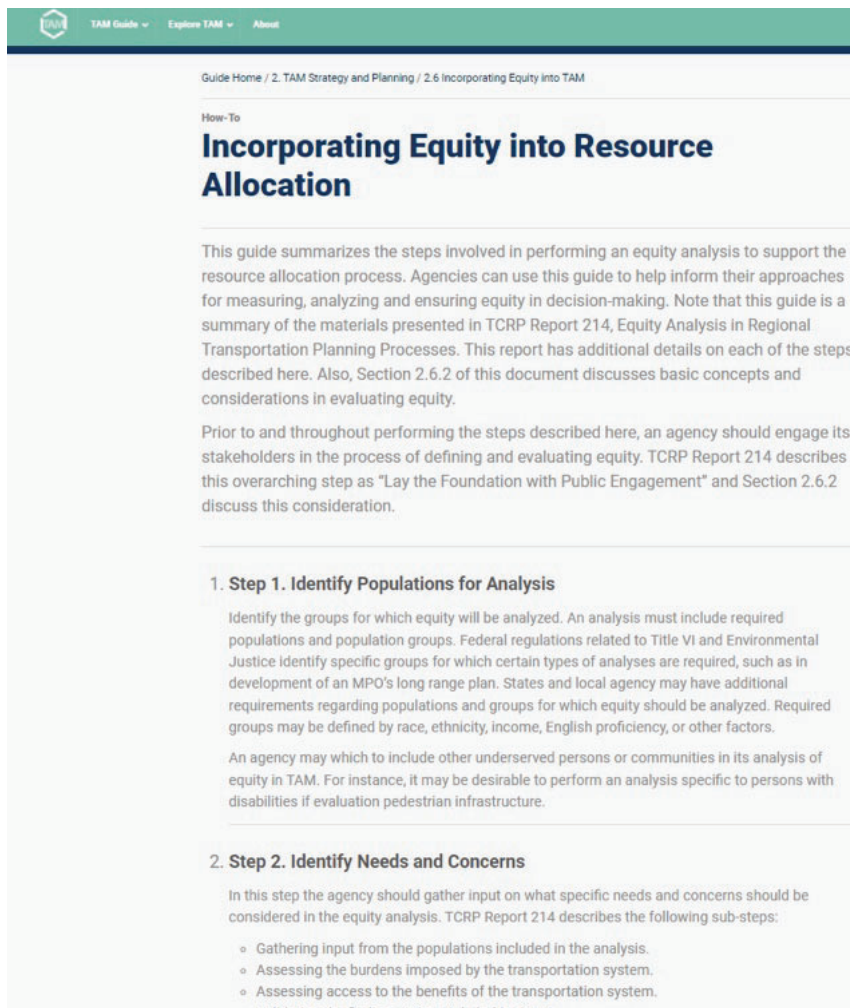 TAM TAM Guide Explore TAM About
Guide Home / 2. TAM Strategy and Planning / 2.6 Incorporating Equity into TAM
How-To
Incorporating Equity into Resource
Allocation
This guide summarizes the steps involved in performing an equity analysis to support the
resource allocation process. Agencies can use this guide to help inform their approaches
for measuring, analyzing and ensuring equity in decision-making. Note that this guide is a
summary of the materials presented in TCRP Report 214, Equity Analysis in Regional
Transportation Planning Processes. This report has additional details on each of the steps
described here. Also, Section 2.6.2 of this document discusses basic concepts and
considerations in evaluating equity.
Prior to and throughout performing the steps described here, an agency should engage its
stakeholders in the process of defining and evaluating equity. TCRP Report 214 describes
this overarching step as "Lay the Foundation with Public Engagement" and Section 2.6.2
discuss this consideration.
1. Step 1. Identify Populations for Analysis
Identify the groups for which equity will be analyzed. An analysis must include required
populations and population groups. Federal regulations related to Title VI and Environmental
Justice identify specific groups for which certain types of analyses are required, such as in
development of an MPO's long range plan. States and local agency may have additional
requirements regarding populations and groups for which equity should be analyzed. Required
groups may be defined by race, ethnicity, income, English proficiency, or other factors.
An agency may which to include other underserved persons or communities in its analysis of
equity in TAM. For instance, it may be desirable to perform an analysis specific to persons with
disabilities if evaluation pedestrian infrastructure.
2. Step 2. Identify Needs and Concerns
In this step the agency should gather input on what specific needs and concerns should be
considered in the equity analysis. TCRP Report 214 describes the following sub-steps:
Gathering input from the populations included in the analysis.
Assessing the burdens imposed by the transportation system.
Assessing access to the benefits of the transportation system.